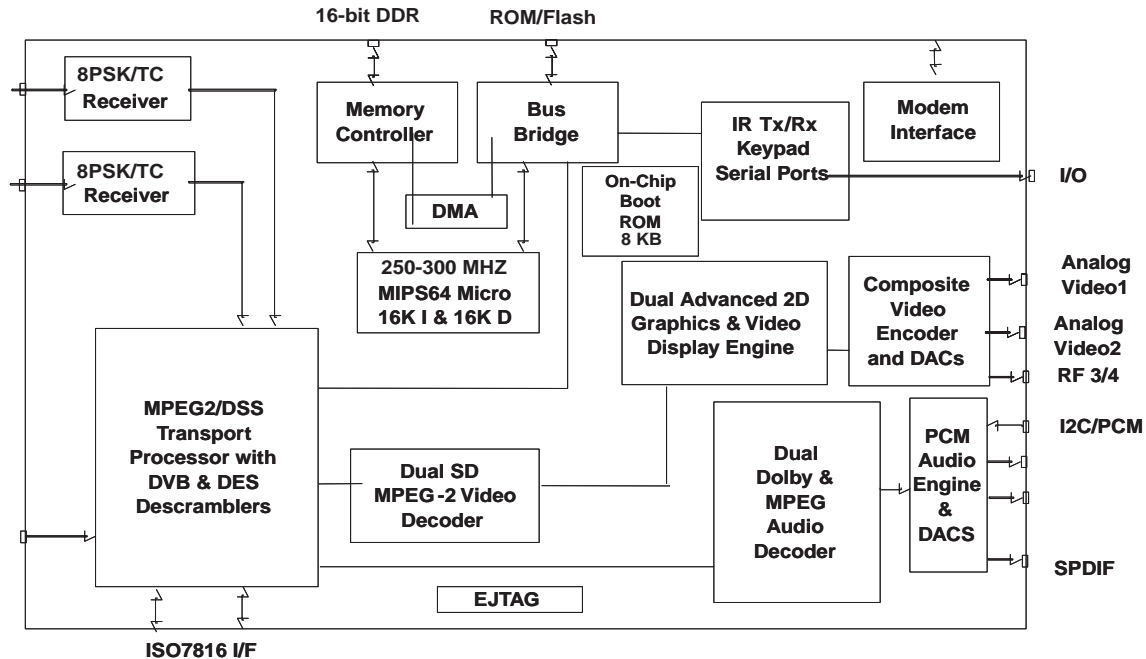 16-bit DDR
ROM/Flash
8PSK/TC
Receiver
8PSK/TC
Receiver
Memory
Controller
Bus
Bridge
IR Tx/Rx
Keypad
Serial Ports
Modem
Interface
I/O
DMA
On-Chip
Boot
ROM
8 KB
250-300 MHZ
MIPS64 Micro
16K I & 16K D
Dual Advanced 2D
Graphics & Video
Display Engine
Composite
Video
Encoder
and DACs
Analog
Video1
Analog
Video2
RF 3/4
MPEG2/DSS
Transport
Processor with
DVB & DES
Descramblers
Dual SD
MPEG-2 Video
Decoder
Dual
Dolby &
MPEG
Audio
Decoder
PCM
Audio
Engine
&
DACS
I2C/PCM
SPDIF
EJTAG
ISO7816 I/F